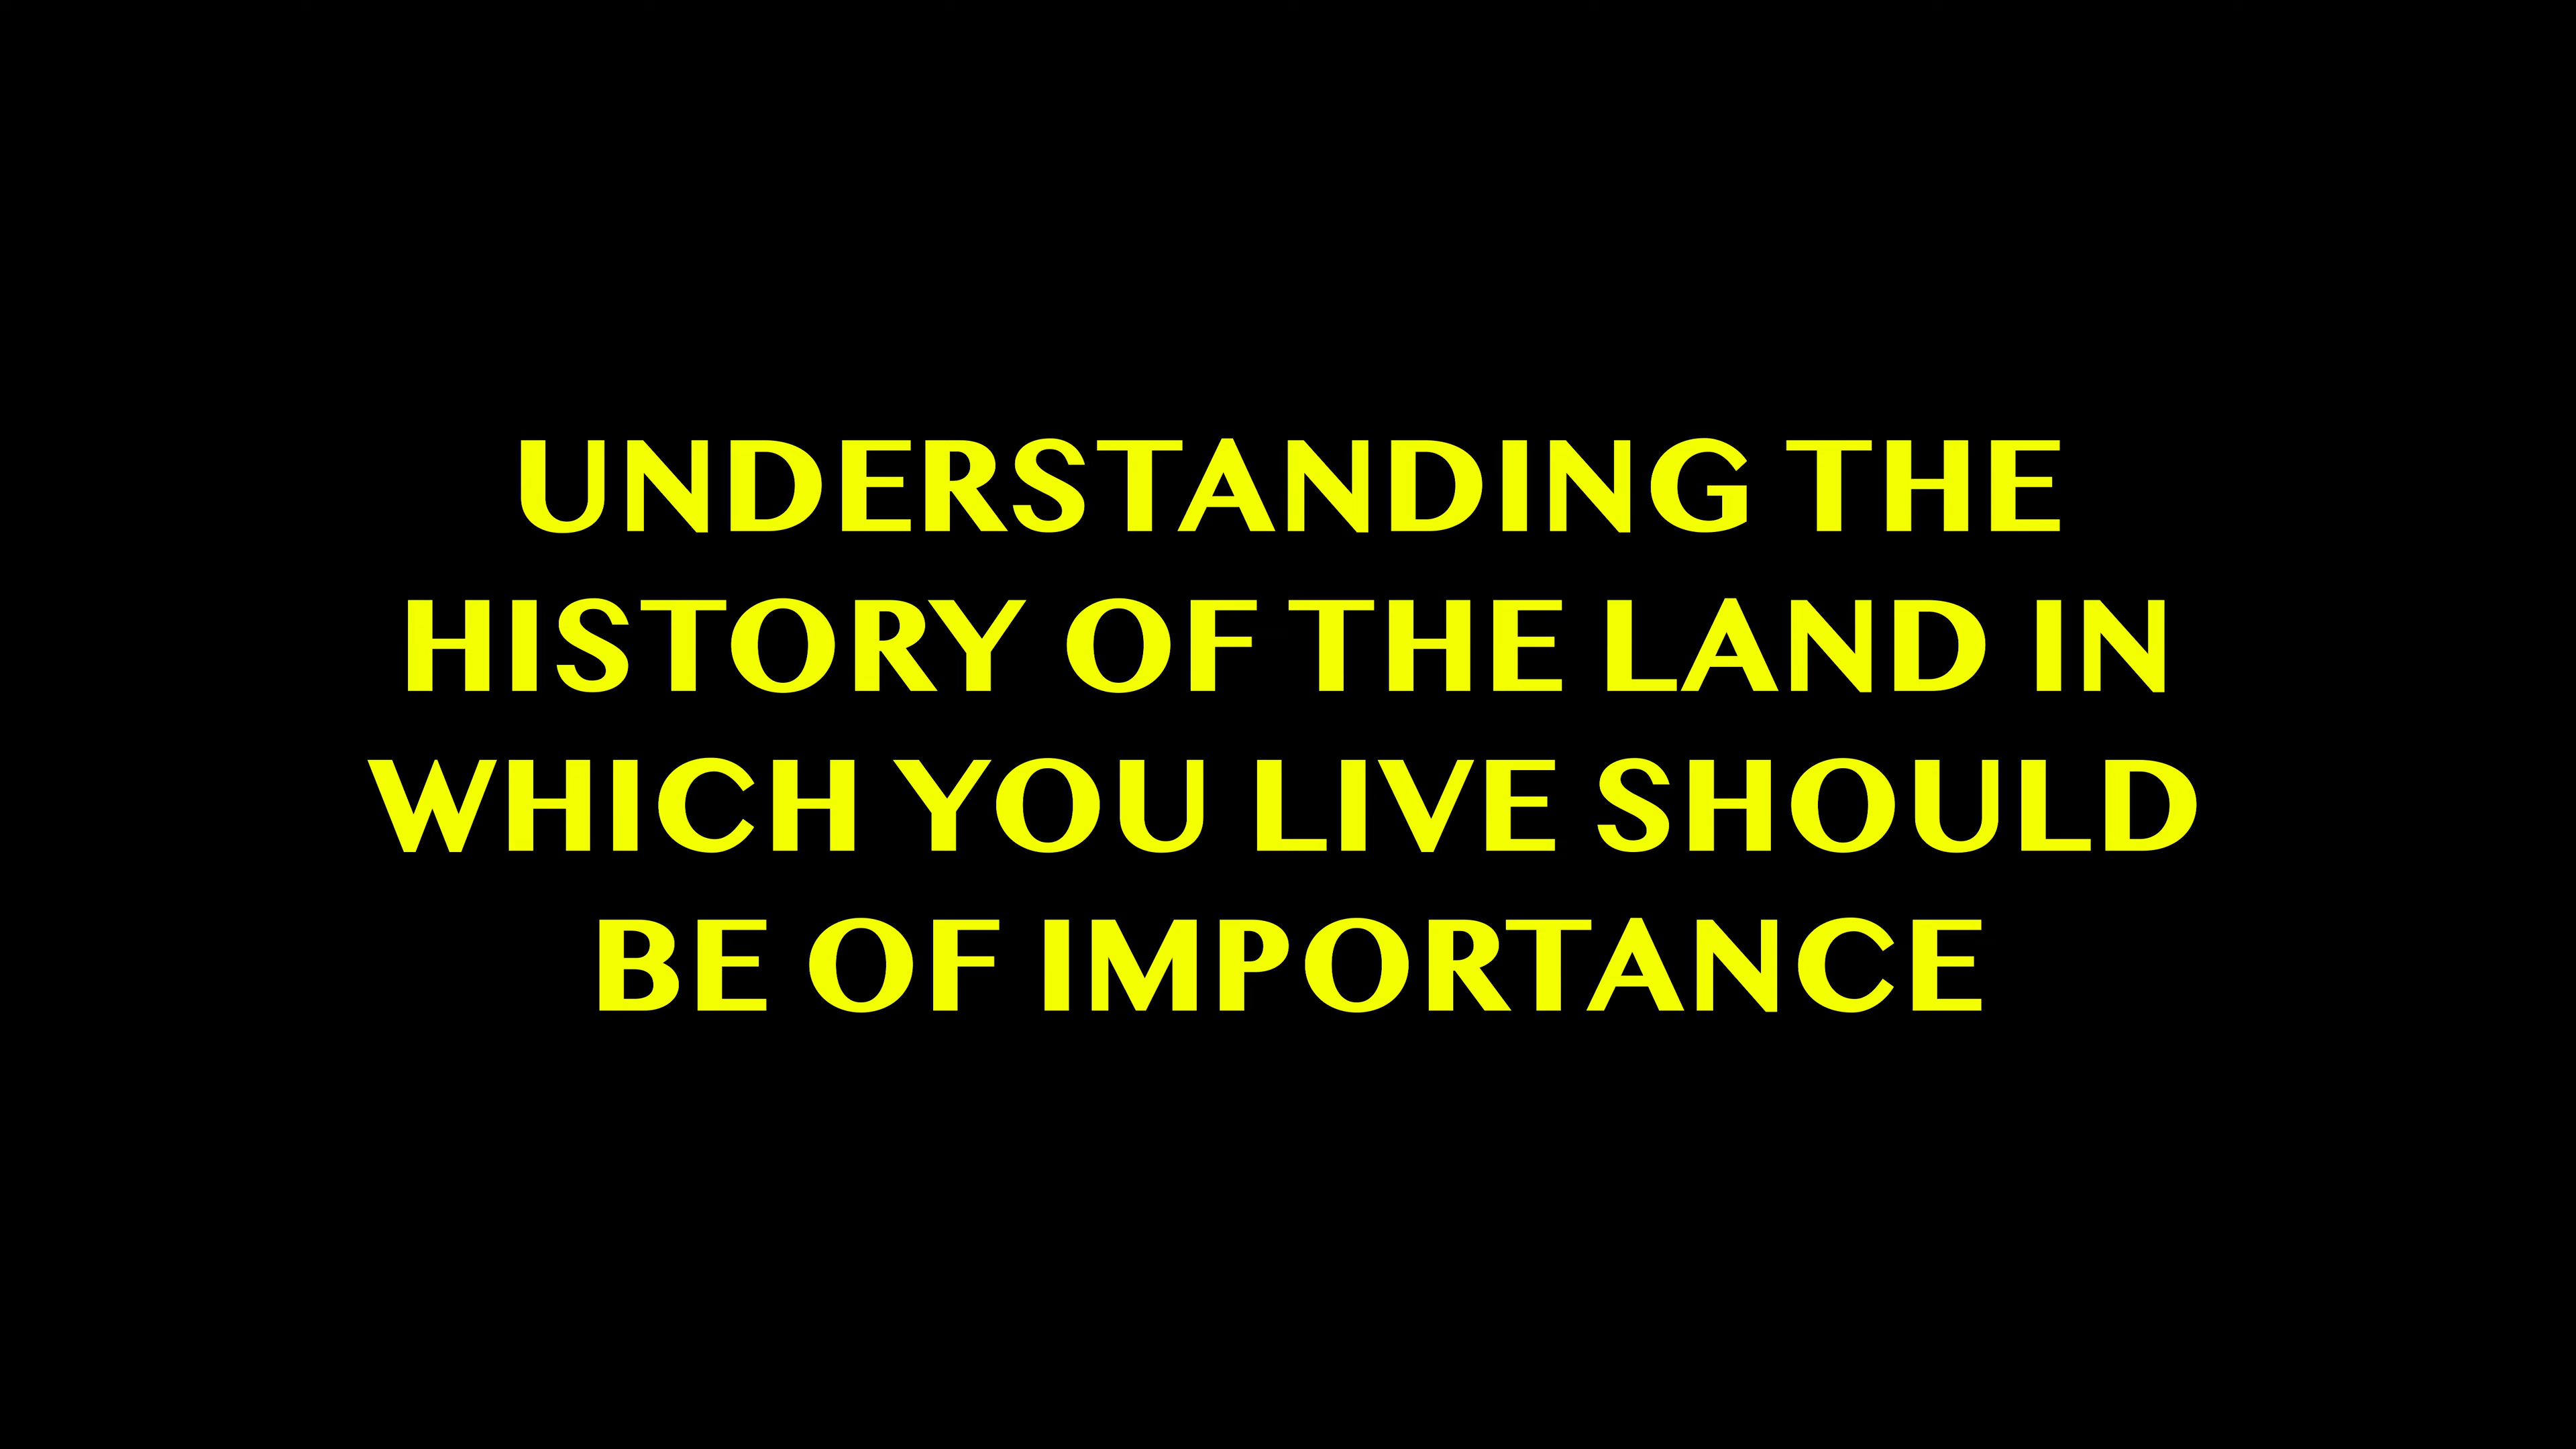 UNDERSTANDING THE
HISTORY OF THE LAND IN
WHICH YOU LIVE SHOULD
BE OF IMPORTANCE